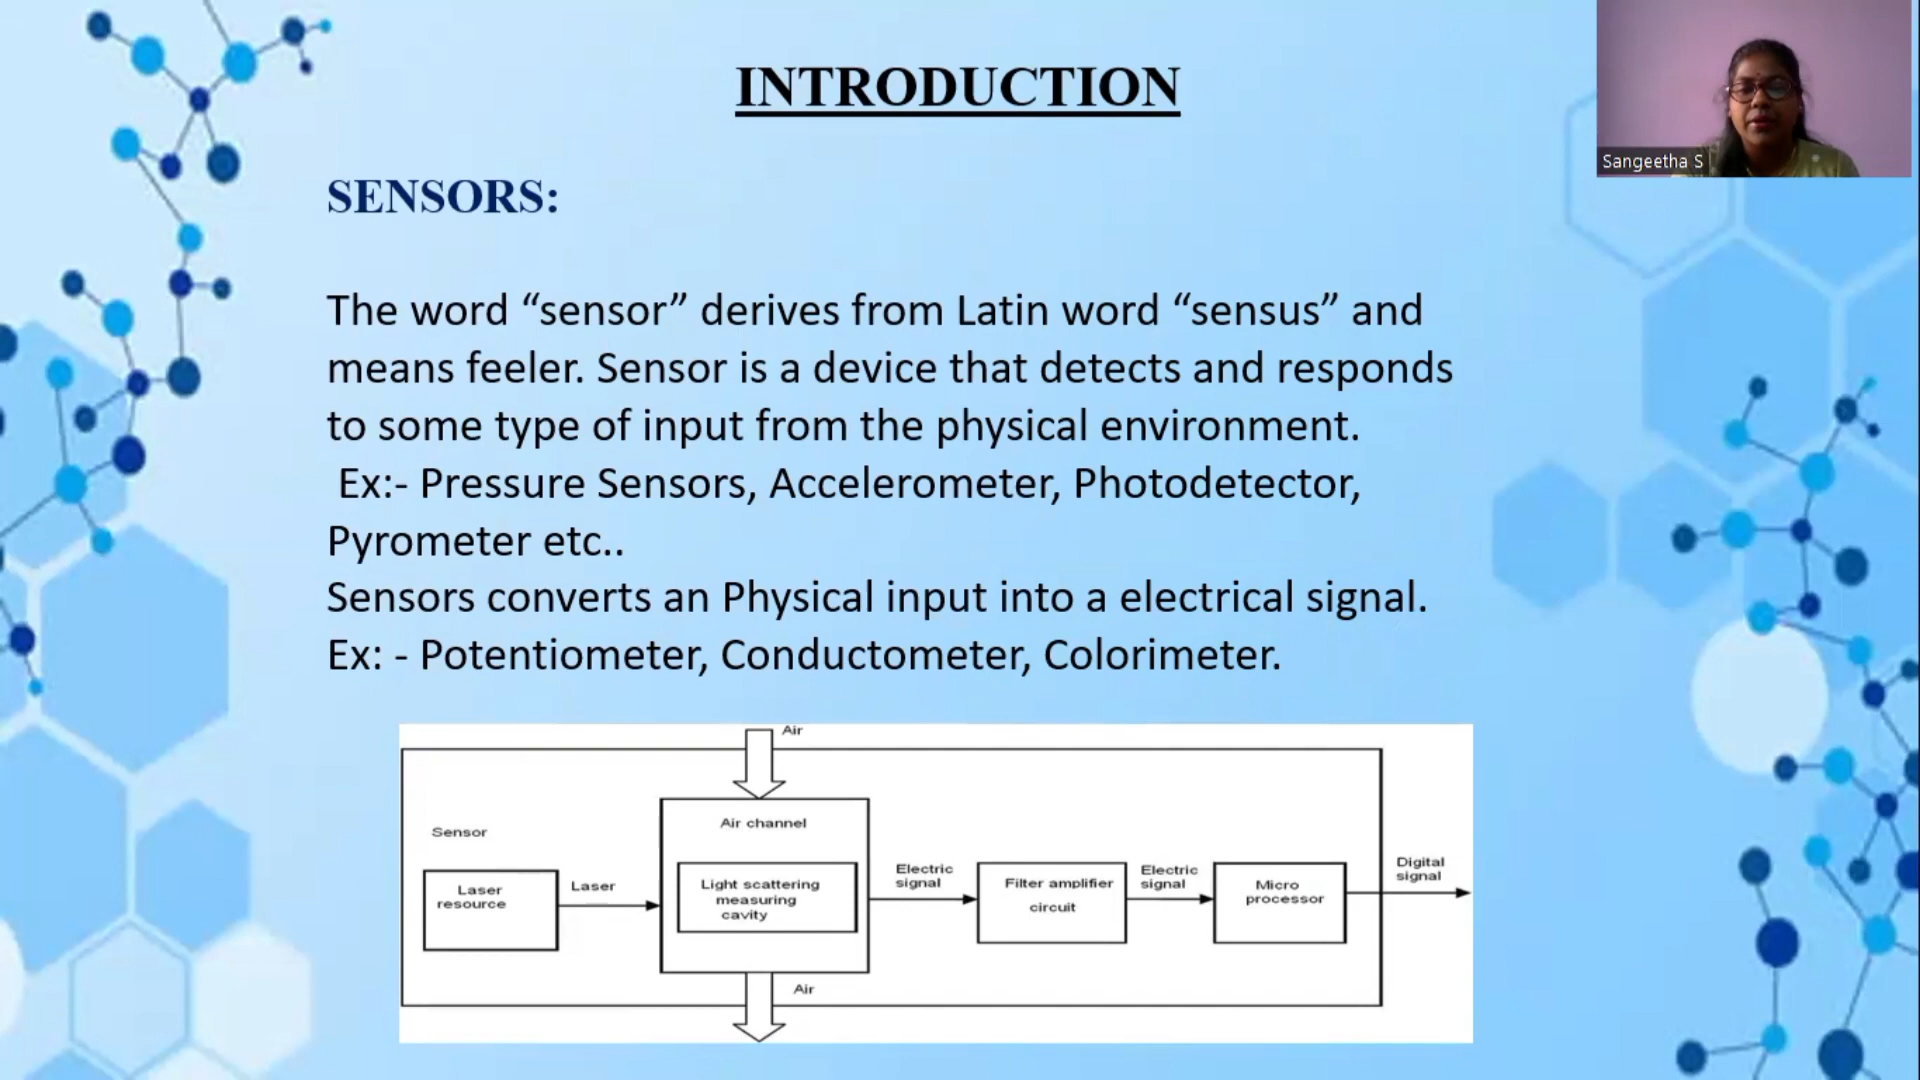 INTRODUCTION
Sangeetha S
SENSORS:
The word “sensor” derives from Latin word “sensus” and
means feeler. Sensor is a device that detects and responds
to some type of input from the physical environment.
Ex:- Pressure Sensors, Accelerometer, Photodetector,
Pyrometer etc..
Sensors converts an Physical input into a electrical signal.
Ex: - Potentiometer, Conductometer, Colorimeter.
Air
Sensor
Laser
resource
Laser
Air channel
Light scattering
measuring
cavity
Electric
signal
Filter amplifier
circuit
Electric
signal
Micro
processor
Digital
signal
Air